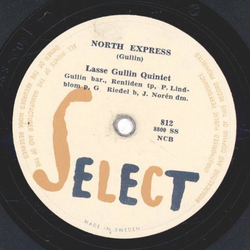 NORTH EXPRESS
(Gullin)
Lasse Gullin Quintet
Gullin bar., Renliden tp, P. Lind-
blom p, G Riedel b, J. Norén dm.
812
8800 SS
NCB
SELECT
MADE IN SWEDEN